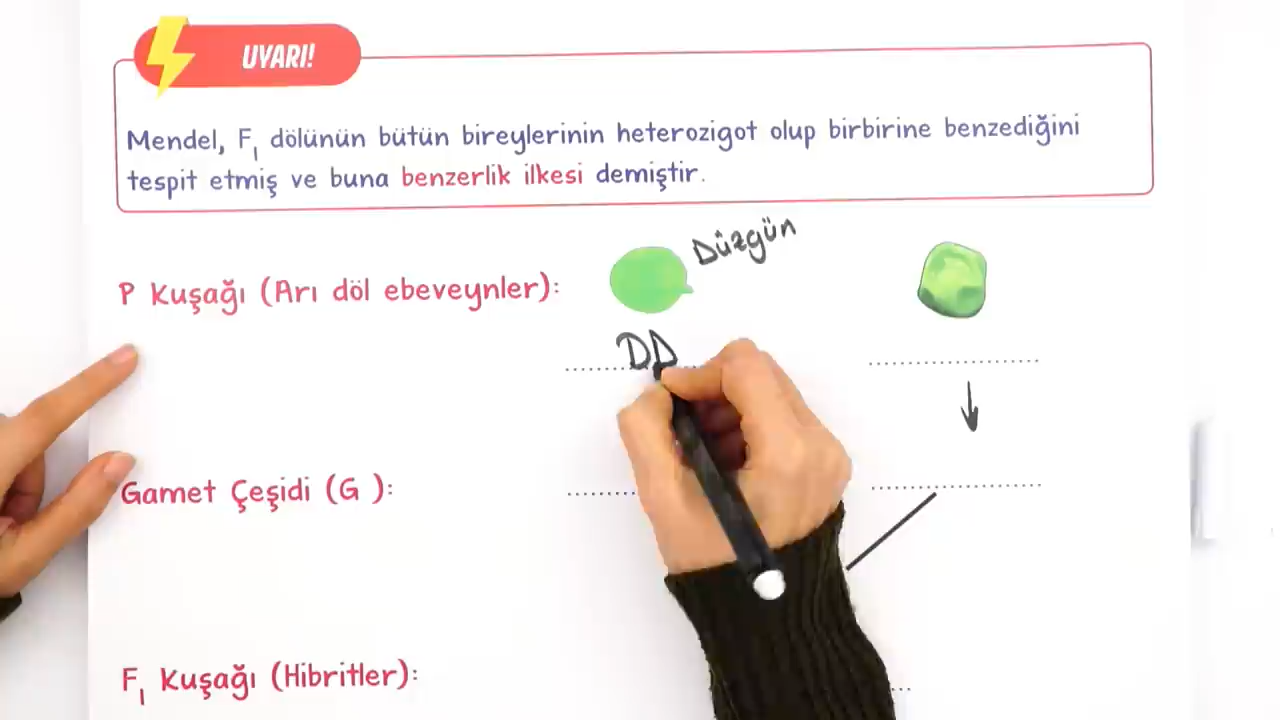 UYARI!
Mendel, F₁ dölünün bütün bireylerinin heterozigot olup birbirine benzediğini
tespit etmiş ve buna benzerlik ilkesi demiştir.
Düzgün
P Kuşağı (Arı döl ebeveynler):
DD
Gamet Çeşidi (G ):
F₁ Kuşağı (Hibritler):